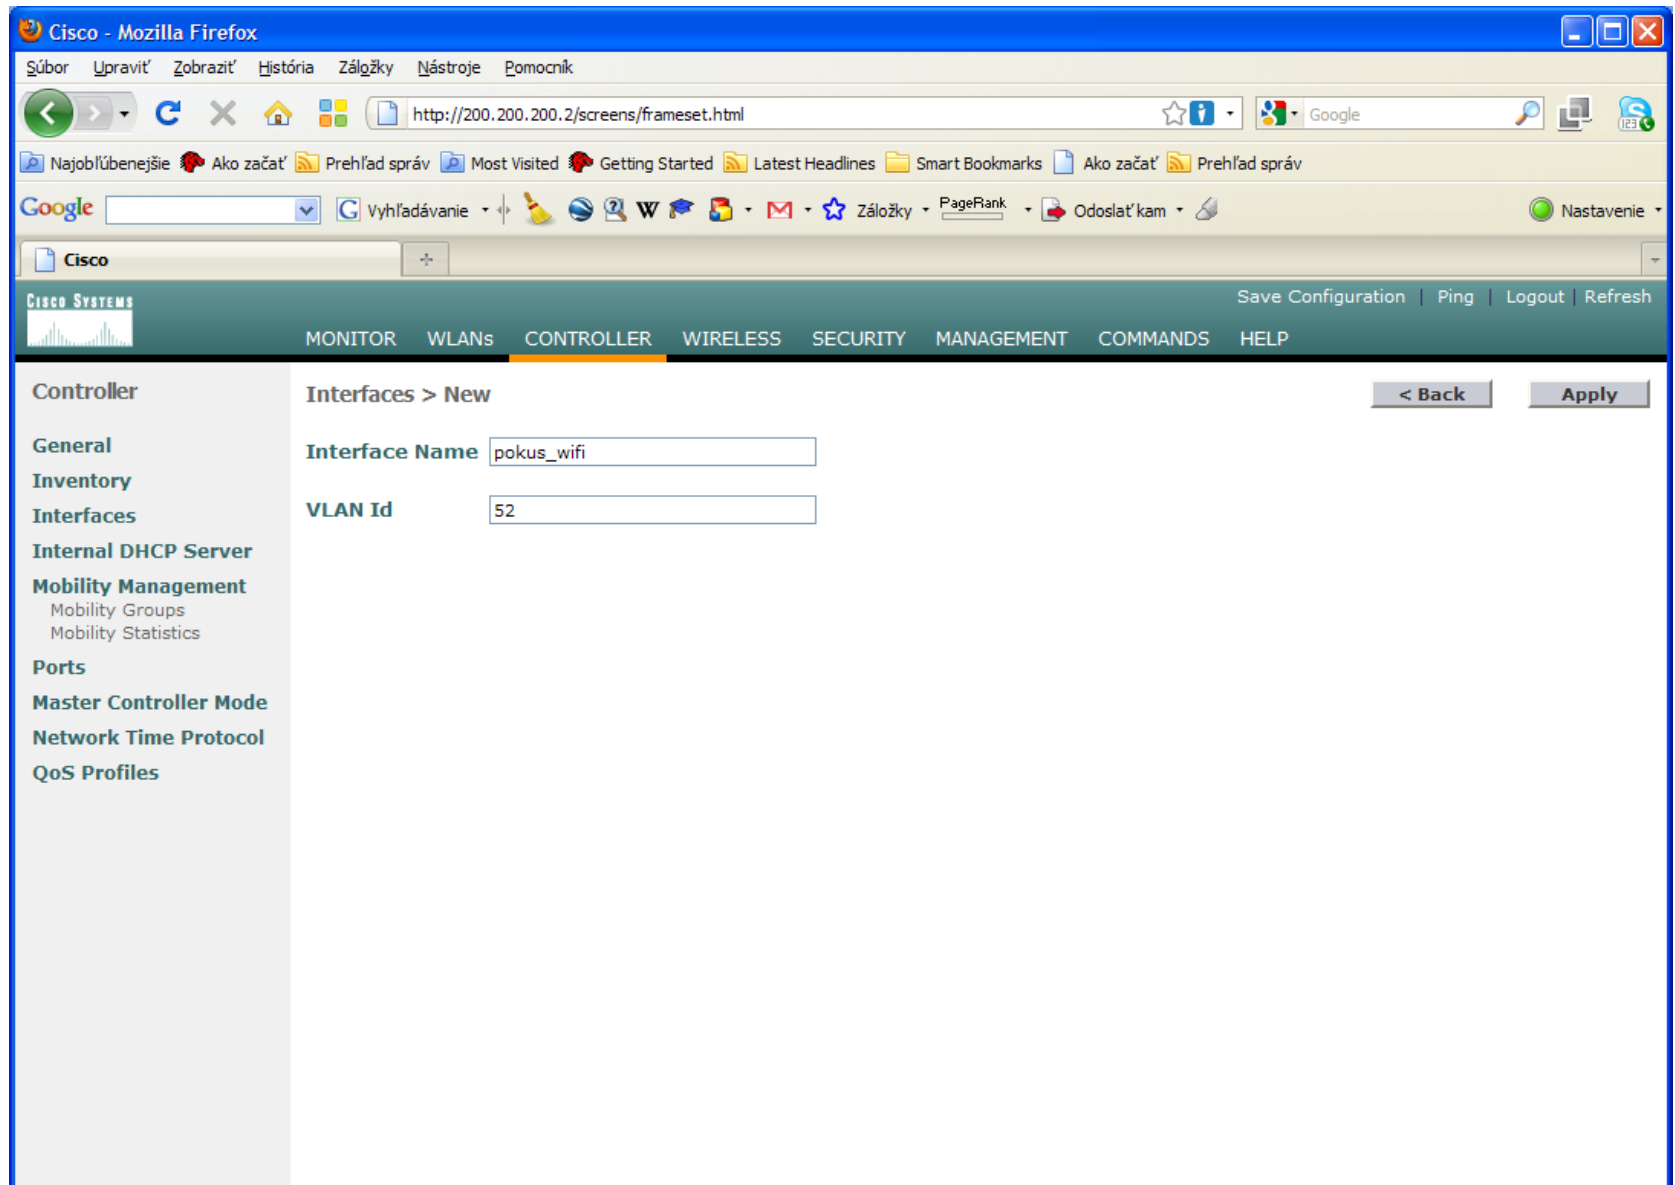 Cisco - Mozilla Firefox
Súbor Upraviť Zobraziť História Záložky Nástroje Pomocník
http://200.200.200.2/screens/frameset.html Google 123
Najobľúbenejšie Ako začať Prehľad správ Most Visited Getting Started Latest Headlines Smart Bookmarks Ako začať Prehľad správ
Google G Vyhľadávanie W PageRank Záložky Odoslať kam Nastavenie
Cisco
CISCO SYSTEMS
Save Configuration | Ping | Logout | Refresh
MONITOR WLANs CONTROLLER WIRELESS SECURITY MANAGEMENT COMMANDS HELP
Controller
General
Inventory
Interfaces
Internal DHCP Server
Mobility Management
Mobility Groups
Mobility Statistics
Ports
Master Controller Mode
Network Time Protocol
QoS Profiles
Interfaces > New
< Back Apply
Interface Name pokus_wifi
VLAN Id 52